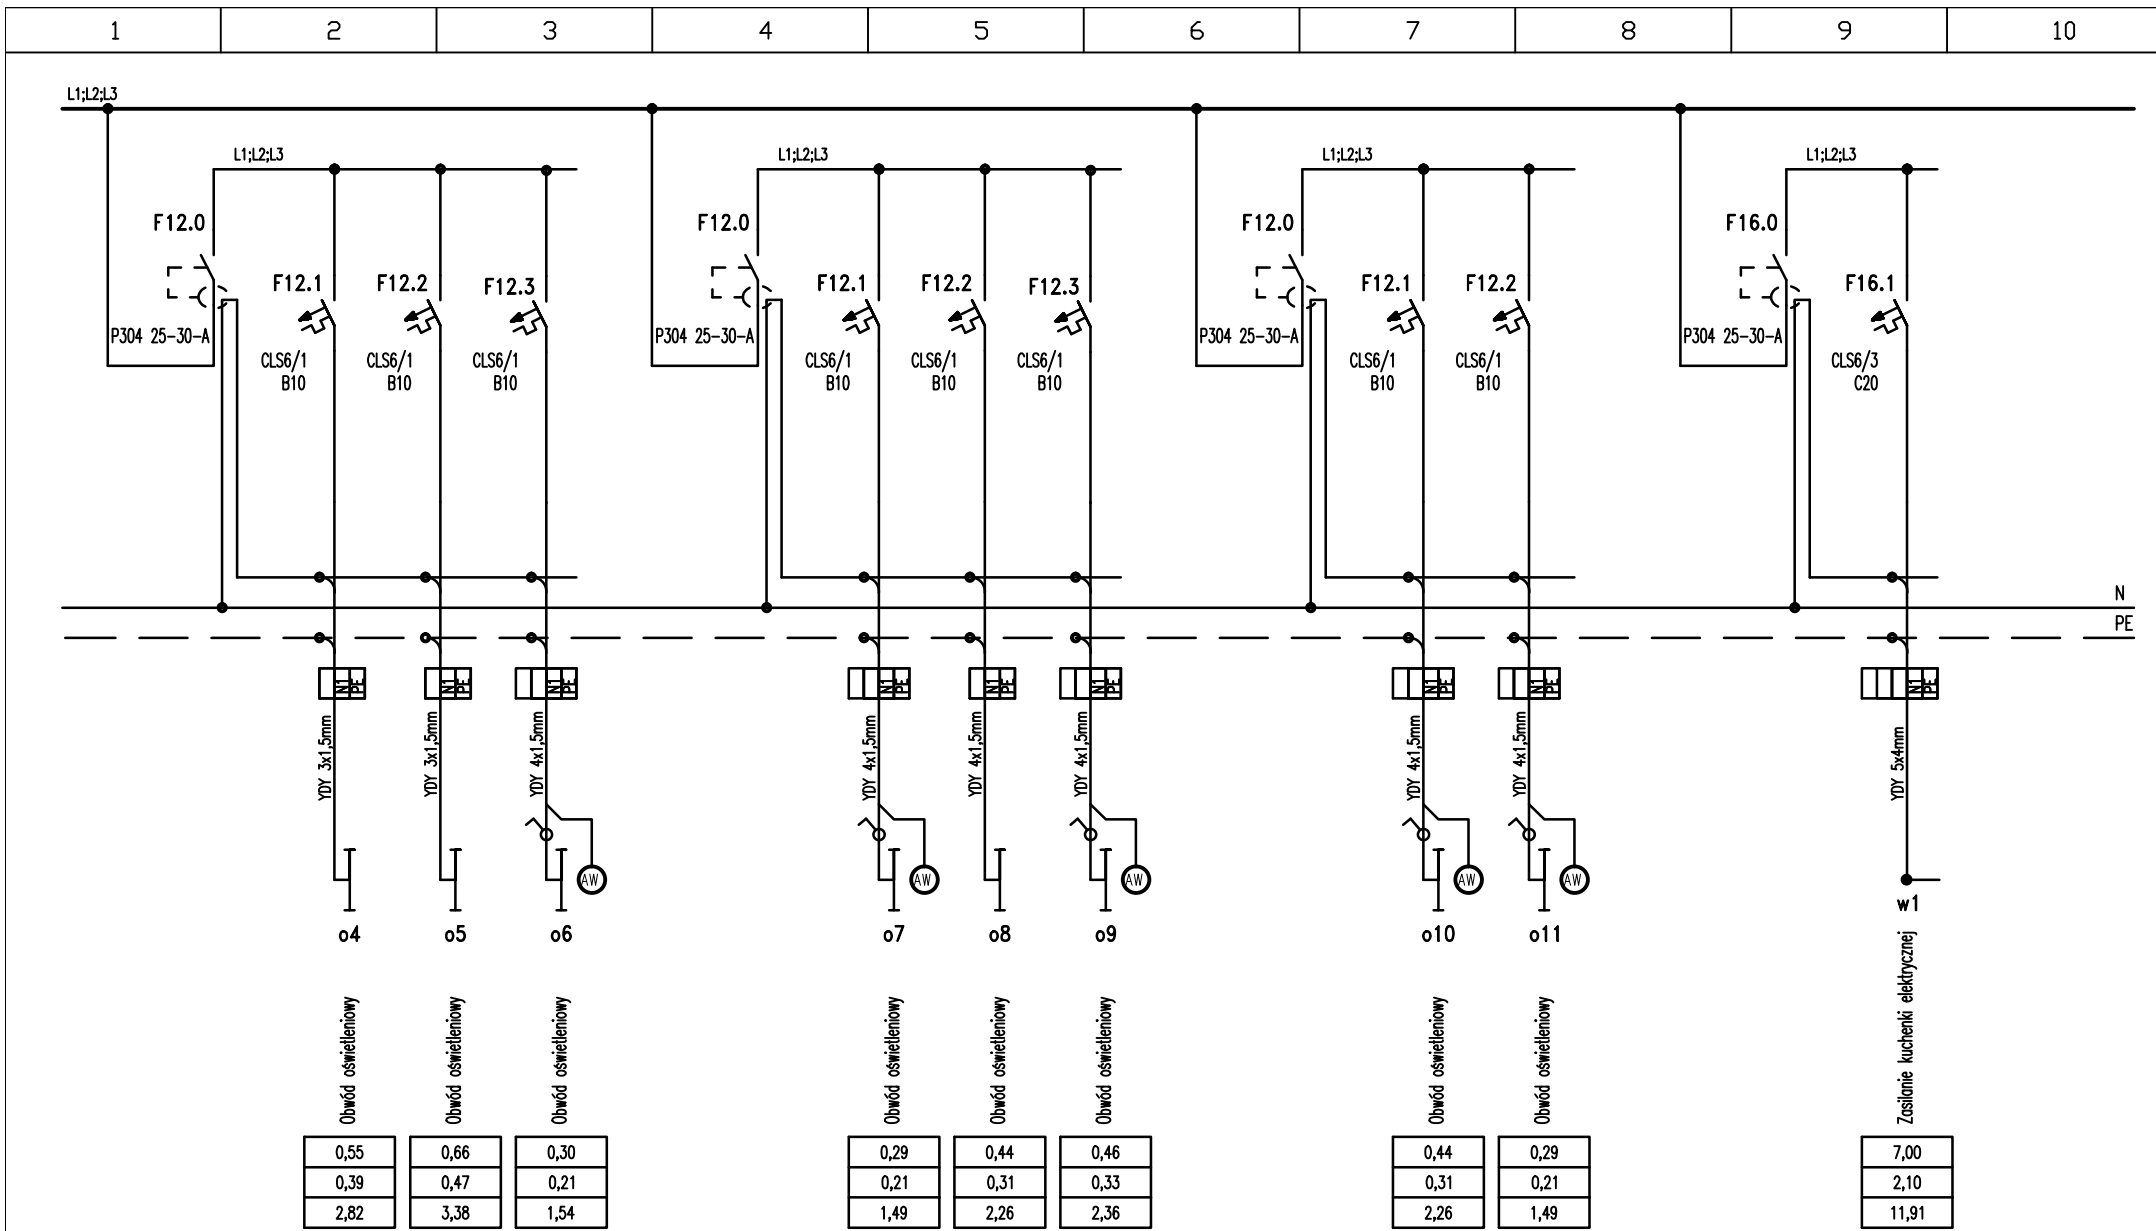 1 2 3 4 5 6 7 8 9 10
L1;L2;L3
L1;L2;L3 L1;L2;L3 L1;L2;L3 L1;L2;L3
F12.0 F12.0 F12.0 F16.0
F12.1 F12.2 F12.3 F12.1 F12.2 F12.3 F12.1 F12.2 F16.1
P304 25-30-A P304 25-30-A P304 25-30-A P304 25-30-A
CLS6/1 CLS6/1 CLS6/1 CLS6/1 CLS6/1 CLS6/1 CLS6/1 CLS6/1 CLS6/3
B10 B10 B10 B10 B10 B10 B10 B10 C20
N
PE
N1 N1 N1 N1 N1 N1 N1 N1 N1
PE PE PE PE PE PE PE PE PE
YDY 3x1,5mm YDY 3x1,5mm YDY 4x1,5mm YDY 4x1,5mm YDY 4x1,5mm YDY 4x1,5mm YDY 4x1,5mm YDY 4x1,5mm YDY 5x4mm
AW AW AW AW AW
o4 o5 o6 o7 o8 o9 o10 o11 w1
Obwód oświetleniowy
Obwód oświetleniowy
Obwód oświetleniowy
Obwód oświetleniowy
Obwód oświetleniowy
Obwód oświetleniowy
Obwód oświetleniowy
Obwód oświetleniowy
Zasilanie kuchenki elektrycznej
0,55 0,66 0,30 0,29 0,44 0,46 0,44 0,29 7,00
0,39 0,47 0,21 0,21 0,31 0,33 0,31 0,21 2,10
2,82 3,38 1,54 1,49 2,26 2,36 2,26 1,49 11,91